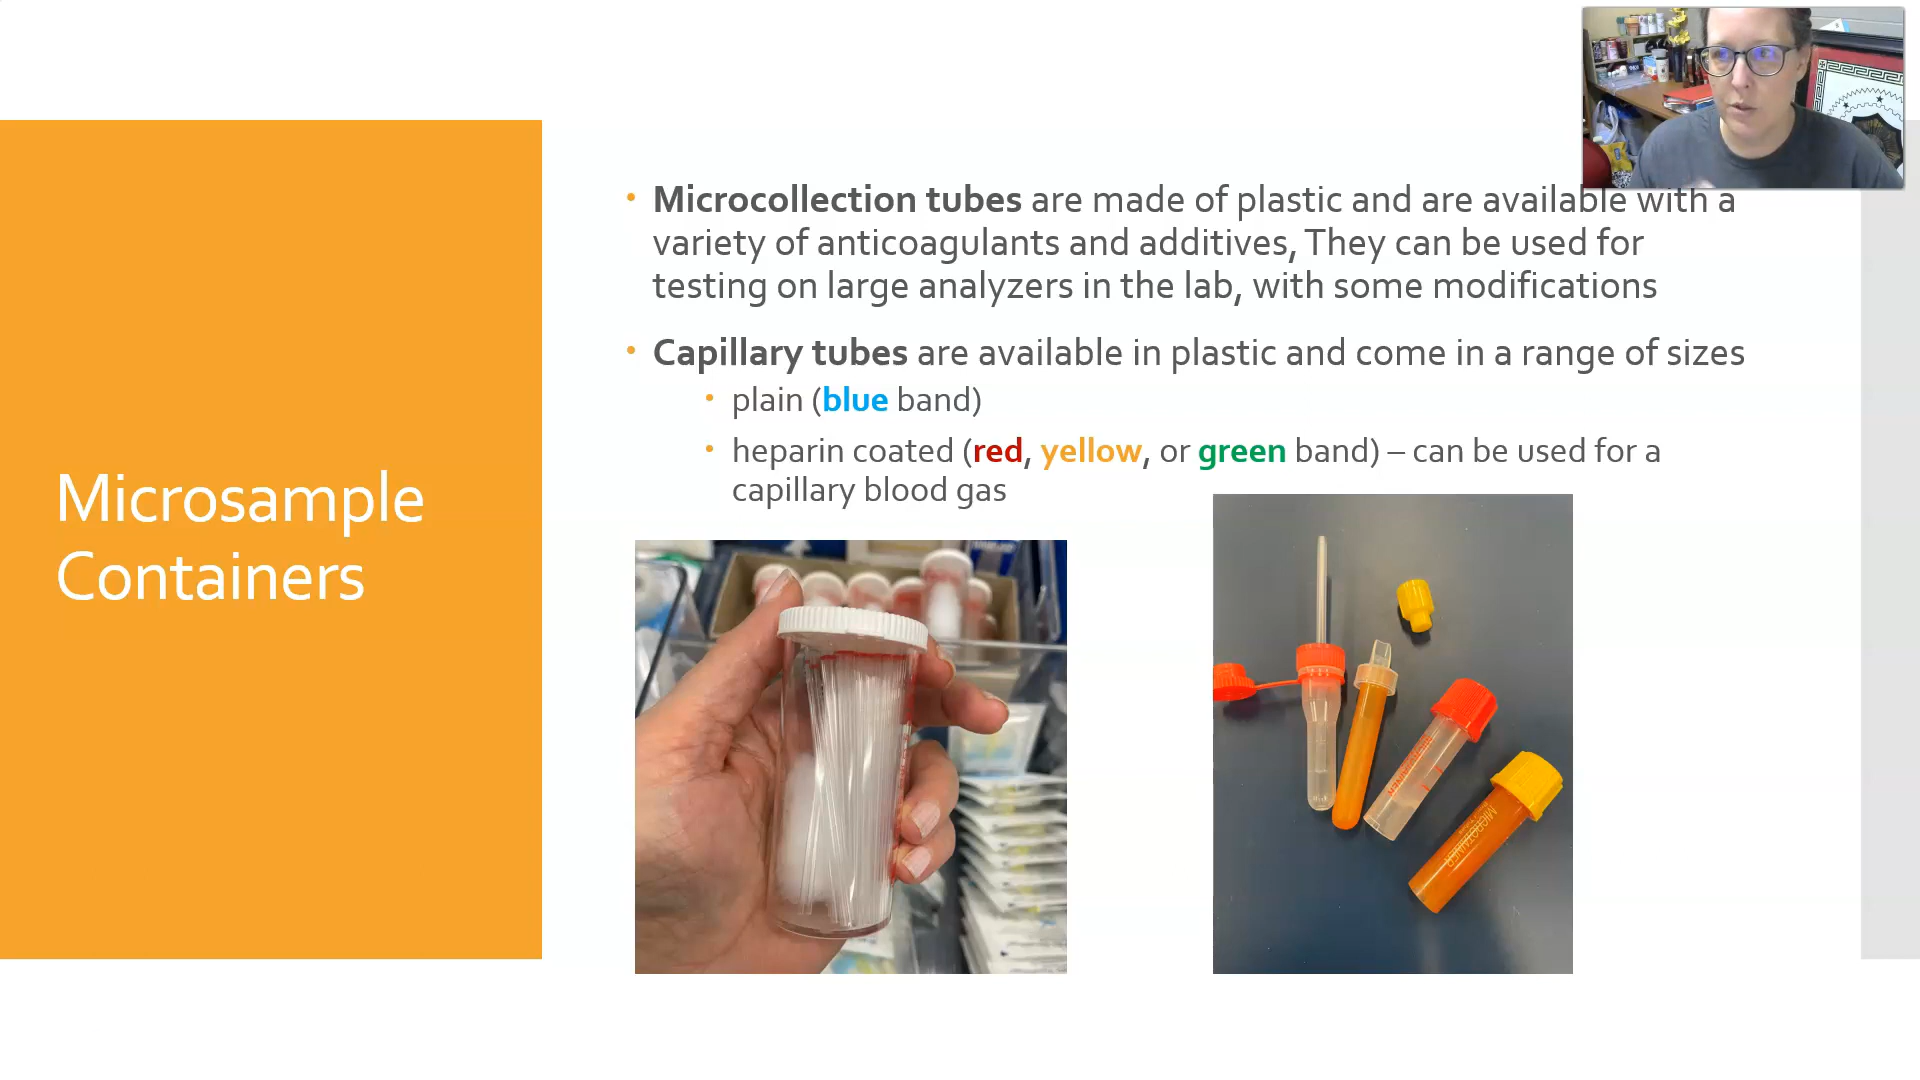 Microsample
Containers
Microcollection tubes are made of plastic and are available with a
variety of anticoagulants and additives, They can be used for
testing on large analyzers in the lab, with some modifications
Capillary tubes are available in plastic and come in a range of sizes
plain (blue band)
heparin coated (red, yellow, or green band) – can be used for a
capillary blood gas
MICROTAINER